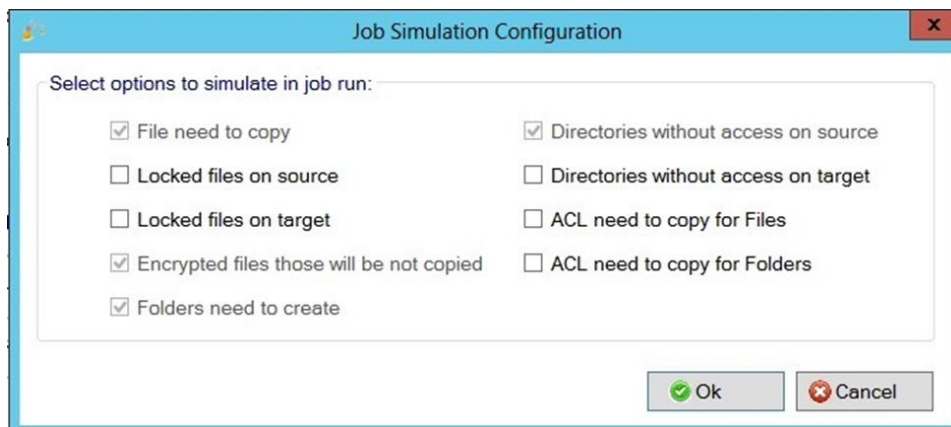 Job Simulation Configuration
x
Select options to simulate in job run:
File need to copy
Directories without access on source
Locked files on source
Directories without access on target
Locked files on target
ACL need to copy for Files
Encrypted files those will be not copied
ACL need to copy for Folders
Folders need to create
Ok
Cancel